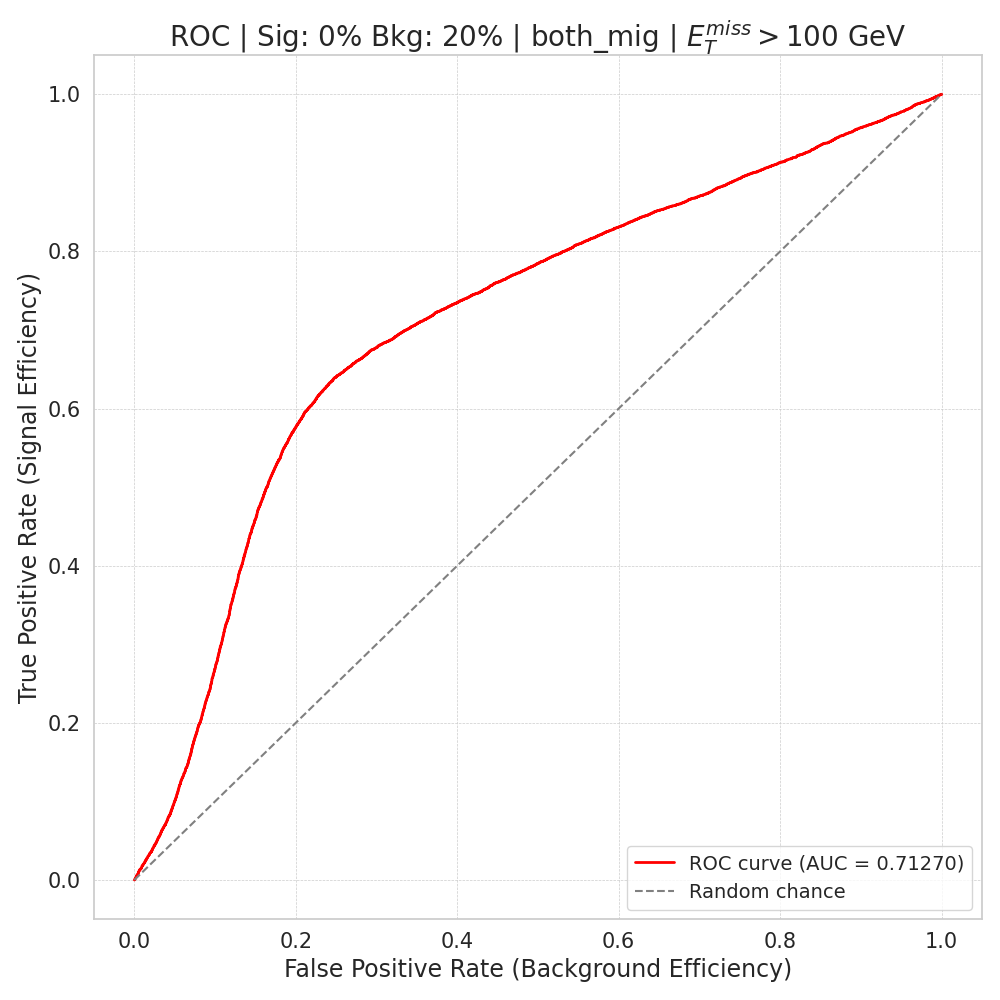 ROC | Sig: 0% Bkg: 20% | both_mig | $E_T^{miss} > 100$ GeV
1.0
0.8
0.6
0.4
0.2
0.0
True Positive Rate (Signal Efficiency)
ROC curve (AUC = 0.71270)
Random chance
0.0 0.2 0.4 0.6 0.8 1.0
False Positive Rate (Background Efficiency)